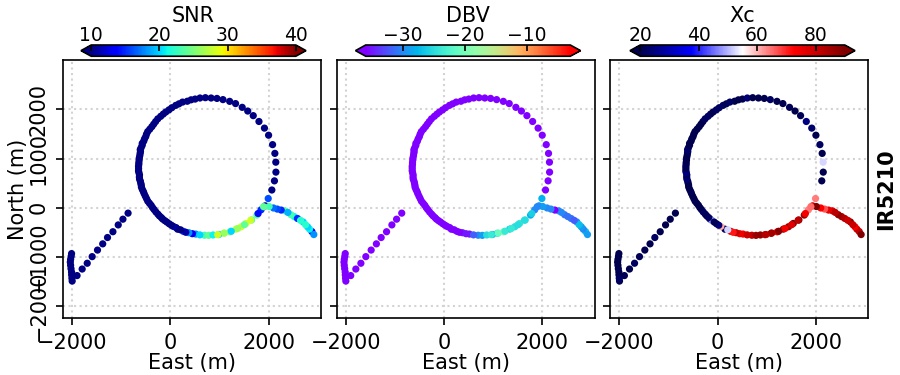 SNR DBV Xc
10 20 30 40 −30 −20 −10 20 40 60 80
North (m)
2000
1000
0
−1000
−2000
−2000 0 2000 −2000 0 2000 −2000 0 2000
East (m) East (m) East (m)
IR5210